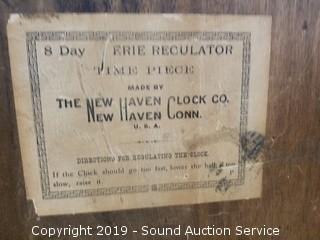 8 Day ERIE REGULATOR
TIME PIECE
MADE BY
THE NEW HAVEN CLOCK CO.
NEW HAVEN CONN.
U.S.A.
DIRECTIONS FOR REGULATING THE CLOCK
If the Clock should go too fast, lower the ball, if too
slow, raise it.
P
Copyright 2019 - Sound Auction Service